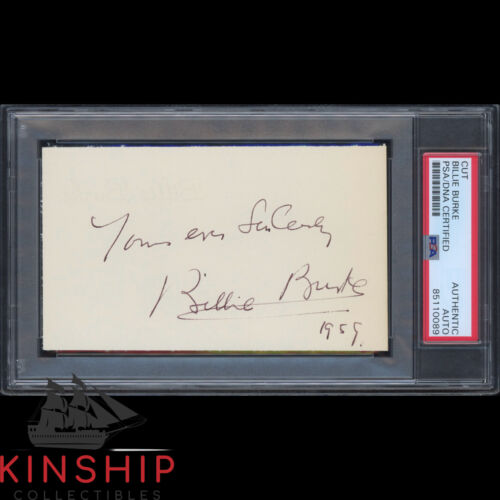 Yours ever Sincerely
Billie Burke
1959.
CUT
BILLIE BURKE
PSA/DNA CERTIFIED
PSA
AUTHENTIC
AUTO
85110089
KINSHIP
COLLECTIBLES